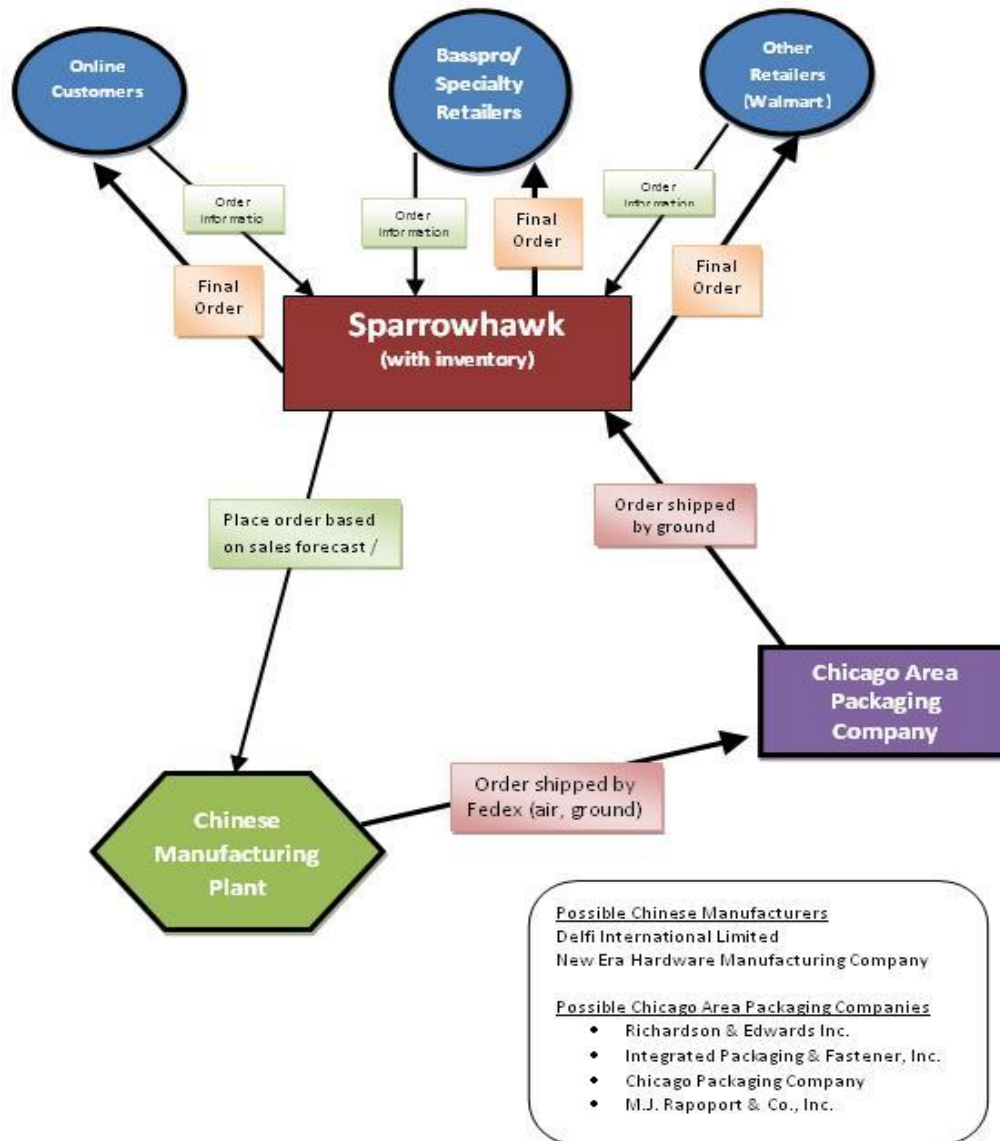 Online
Customers
Basspro/
Specialty
Retailers
Other
Retailers
(Walmart)
Order
Informatio
Order
Information
Order
Information
Final
Order
Final
Order
Final
Order
Sparrowhawk
(with inventory)
Place order based
on sales forecast /
Order shipped
by ground
Chicago Area
Packaging
Company
Order shipped by
Fedex (air, ground)
Chinese
Manufacturing
Plant
Possible Chinese Manufacturers
Delfi International Limited
New Era Hardware Manufacturing Company
Possible Chicago Area Packaging Companies
• Richardson & Edwards Inc.
• Integrated Packaging & Fastener, Inc.
• Chicago Packaging Company
• M.J. Rapoport & Co., Inc.